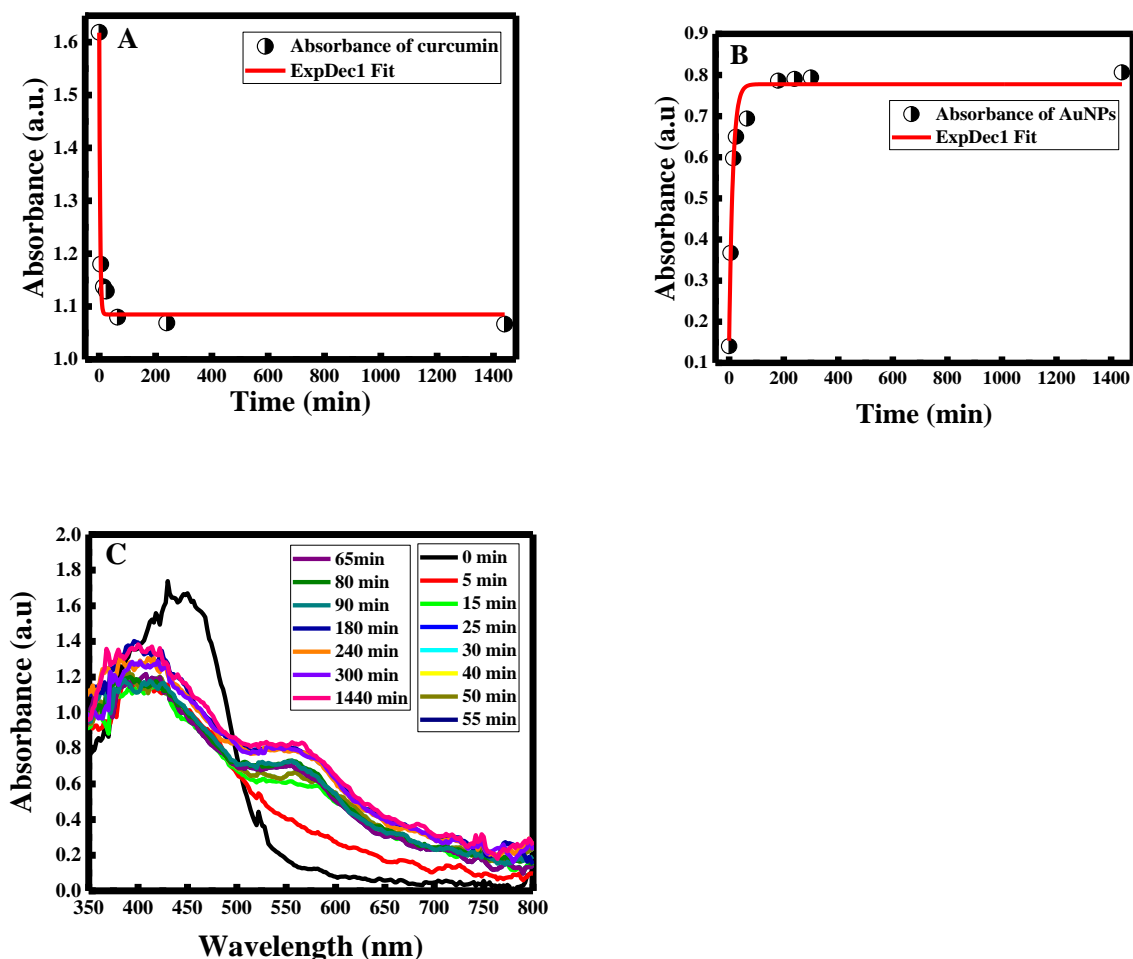 A
Absorbance of curcumin
ExpDec1 Fit
1.6
1.5
1.4
1.3
1.2
1.1
1.0
Absorbance (a.u.)
0 200 400 600 800 1000 1200 1400
Time (min)
B
Absorbance of AuNPs
ExpDec1 Fit
0.9
0.8
0.7
0.6
0.5
0.4
0.3
0.2
0.1
Absorbance (a.u)
0 200 400 600 800 1000 1200 1400
Time (min)
C
65min
80 min
90 min
180 min
240 min
300 min
1440 min
0 min
5 min
15 min
25 min
30 min
40 min
50 min
55 min
2.0
1.8
1.6
1.4
1.2
1.0
0.8
0.6
0.4
0.2
0.0
Absorbance (a.u)
350 400 450 500 550 600 650 700 750 800
Wavelength (nm)